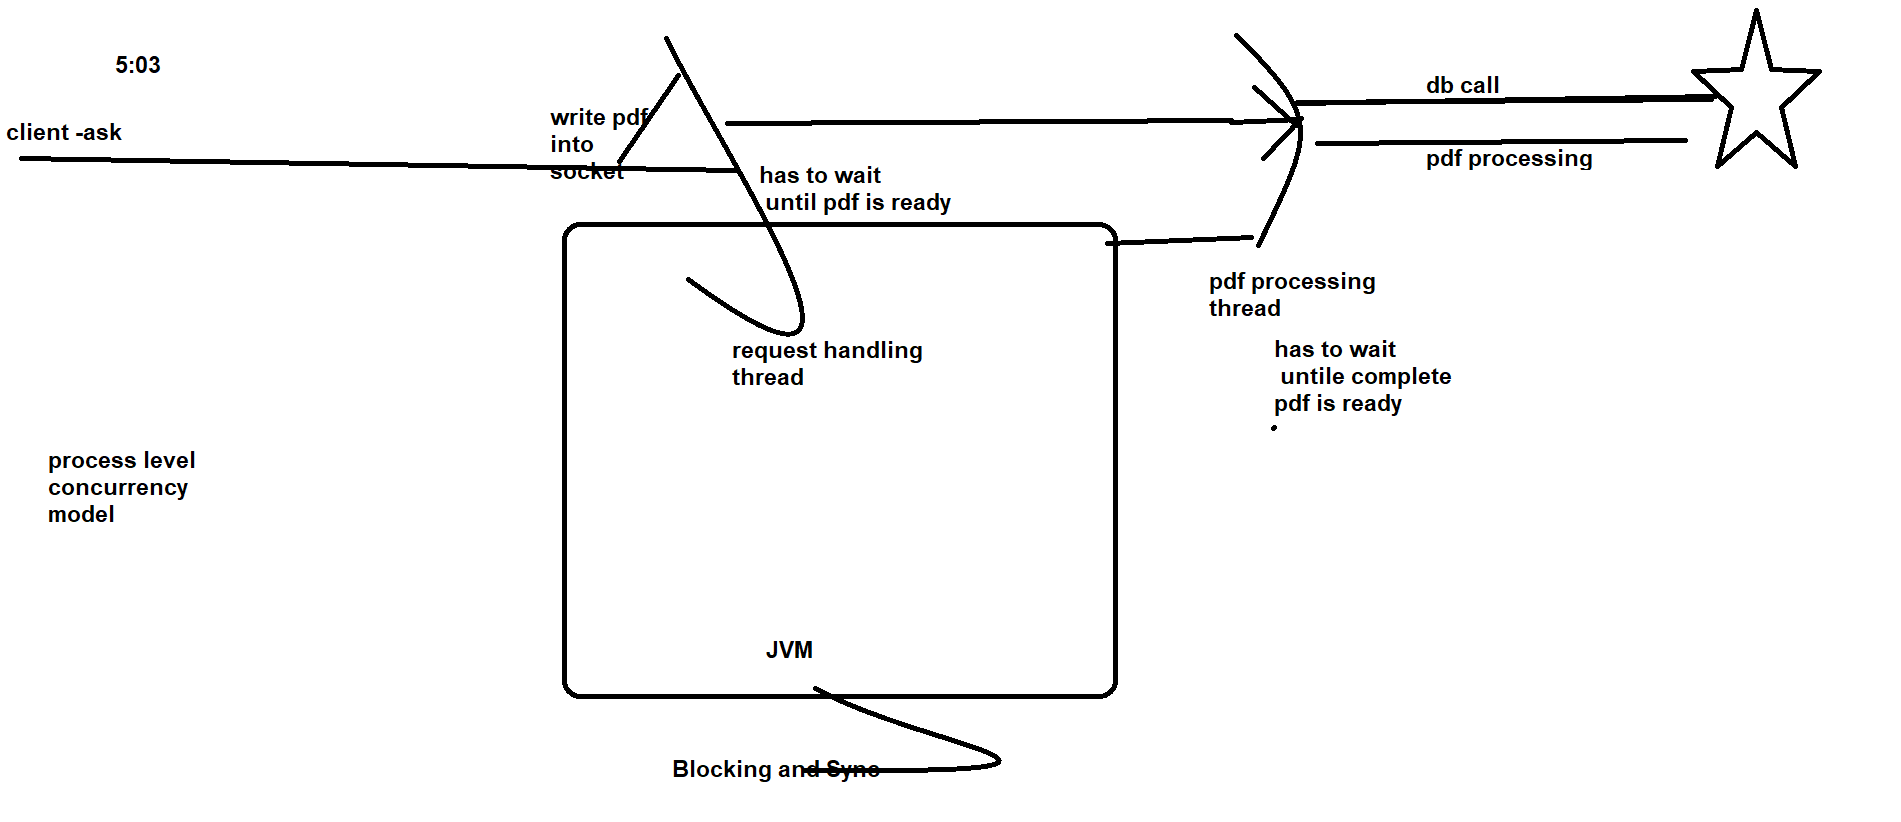 5:03
client -ask
write pdf
into
socket
has to wait
until pdf is ready
db call
pdf processing
pdf processing
thread
has to wait
untile complete
pdf is ready
request handling
thread
process level
concurrency
model
JVM
Blocking and Sync